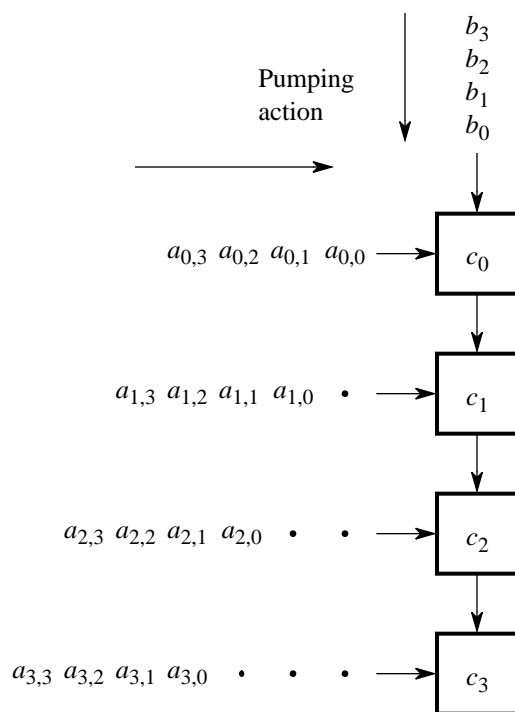 b₃
b₂
b₁
b₀
Pumping
action
a₀,₃ a₀,₂ a₀,₁ a₀,₀
c₀
a₁,₃ a₁,₂ a₁,₁ a₁,₀
c₁
a₂,₃ a₂,₂ a₂,₁ a₂,₀
c₂
a₃,₃ a₃,₂ a₃,₁ a₃,₀
c₃